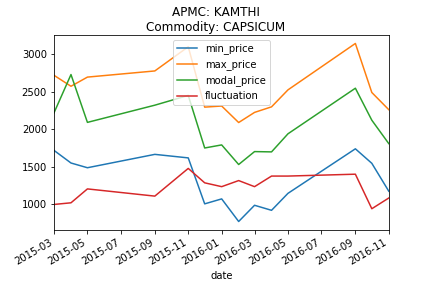 APMC: KAMTHI
Commodity: CAPSICUM
min_price
max_price
modal_price
fluctuation
3000
2500
2000
1500
1000
2015-03
2015-05
2015-07
2015-09
2015-11
2016-01
2016-03
2016-05
2016-07
2016-09
2016-11
date